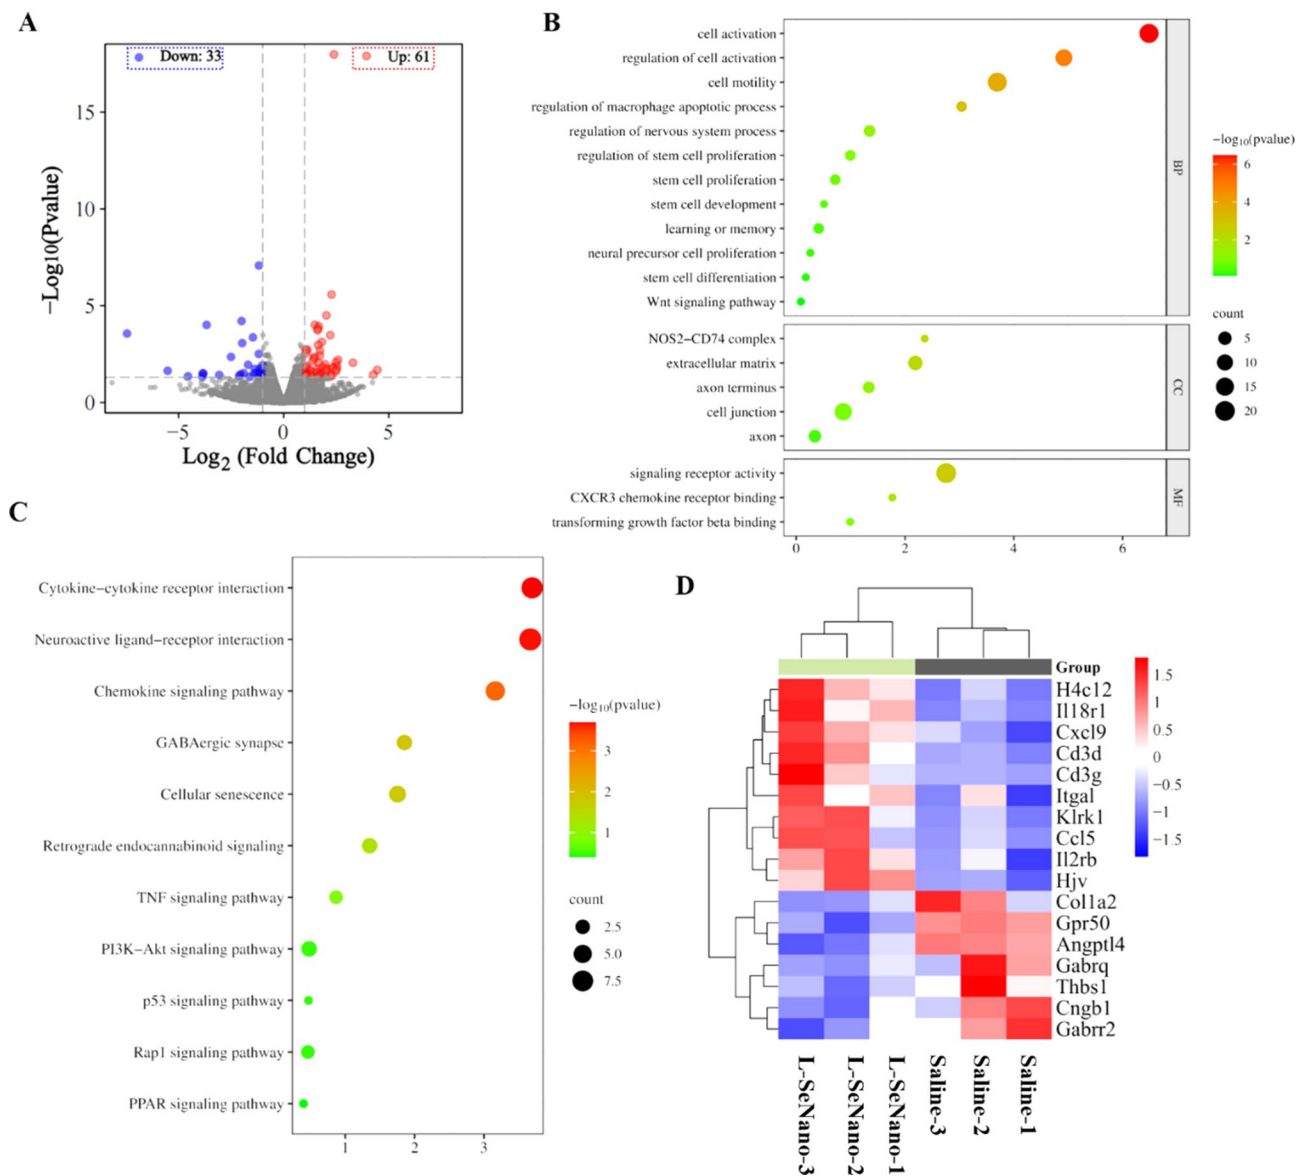 A
Down: 33
Up: 61
15
10
5
0
−Log10(Pvalue)
−5
0
5
Log2 (Fold Change)
B
cell activation
regulation of cell activation
cell motility
regulation of macrophage apoptotic process
regulation of nervous system process
regulation of stem cell proliferation
stem cell proliferation
stem cell development
learning or memory
neural precursor cell proliferation
stem cell differentiation
Wnt signaling pathway
BP
NOS2−CD74 complex
extracellular matrix
axon terminus
cell junction
axon
CC
signaling receptor activity
CXCR3 chemokine receptor binding
transforming growth factor beta binding
MF
0
2
4
6
−log10(pvalue)
6
4
2
count
5
10
15
20
C
Cytokine−cytokine receptor interaction
Neuroactive ligand−receptor interaction
Chemokine signaling pathway
GABAergic synapse
Cellular senescence
Retrograde endocannabinoid signaling
TNF signaling pathway
PI3K−Akt signaling pathway
p53 signaling pathway
Rap1 signaling pathway
PPAR signaling pathway
1
2
3
−log10(pvalue)
3
2
1
count
2.5
5.0
7.5
D
Group
H4c12
Il18r1
Cxcl9
Cd3d
Cd3g
Itgal
Klrk1
Ccl5
Il2rb
Hjv
Col1a2
Gpr50
Angptl4
Gabrq
Thbs1
Cngb1
Gabrr2
1.5
1
0.5
0
−0.5
−1
−1.5
L-SeNano-3
L-SeNano-2
L-SeNano-1
Saline-3
Saline-2
Saline-1